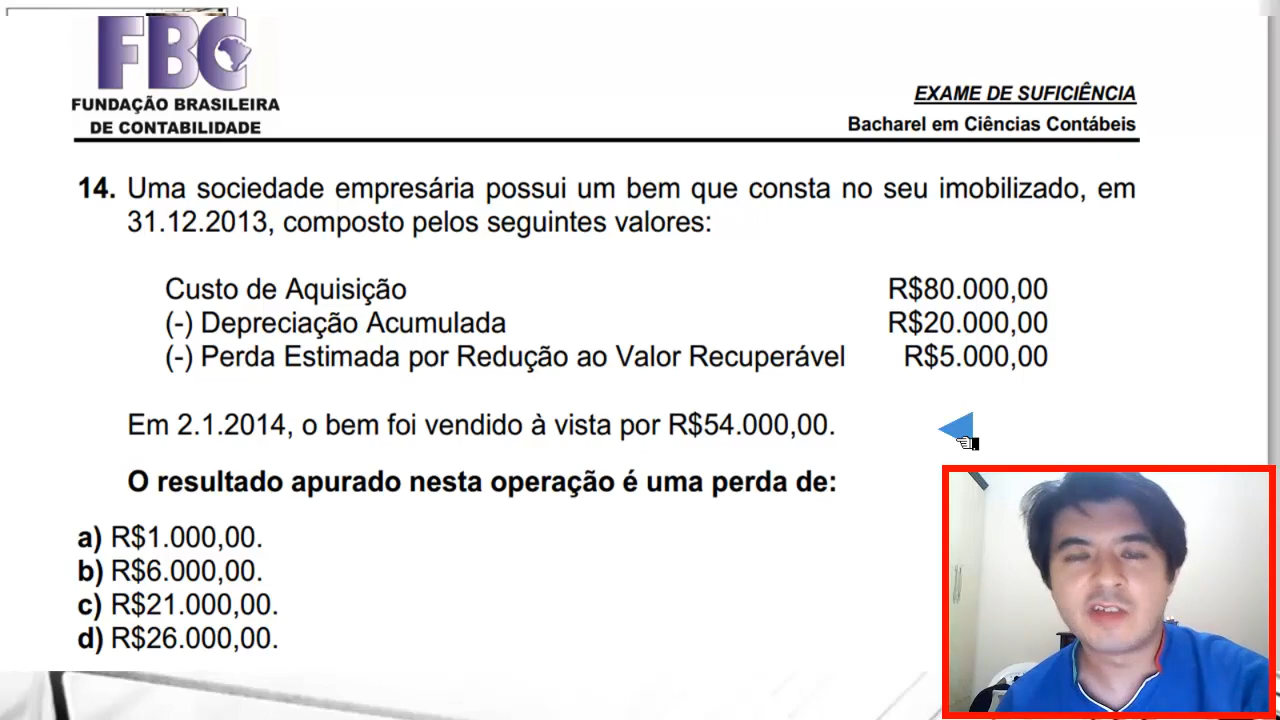 FBC
FUNDAÇÃO BRASILEIRA
DE CONTABILIDADE
EXAME DE SUFICIÊNCIA
Bacharel em Ciências Contábeis
14. Uma sociedade empresária possui um bem que consta no seu imobilizado, em
31.12.2013, composto pelos seguintes valores:
Custo de Aquisição R$80.000,00
(-) Depreciação Acumulada R$20.000,00
(-) Perda Estimada por Redução ao Valor Recuperável R$5.000,00
Em 2.1.2014, o bem foi vendido à vista por R$54.000,00.
O resultado apurado nesta operação é uma perda de:
a) R$1.000,00.
b) R$6.000,00.
c) R$21.000,00.
d) R$26.000,00.